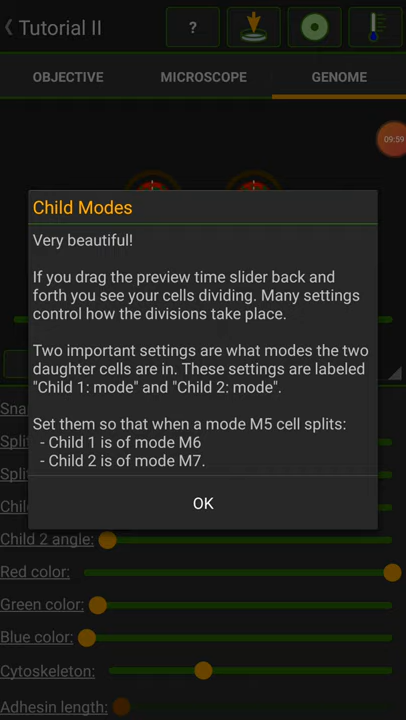 Tutorial II
?
OBJECTIVE
MICROSCOPE
GENOME
09:59
Child Modes
Very beautiful!
If you drag the preview time slider back and
forth you see your cells dividing. Many settings
control how the divisions take place.
Two important settings are what modes the two
daughter cells are in. These settings are labeled
"Child 1: mode" and "Child 2: mode".
Set them so that when a mode M5 cell splits:
- Child 1 is of mode M6
- Child 2 is of mode M7.
OK
Child 2 angle:
Red color:
Green color:
Blue color:
Cytoskeleton:
Adhesin length: